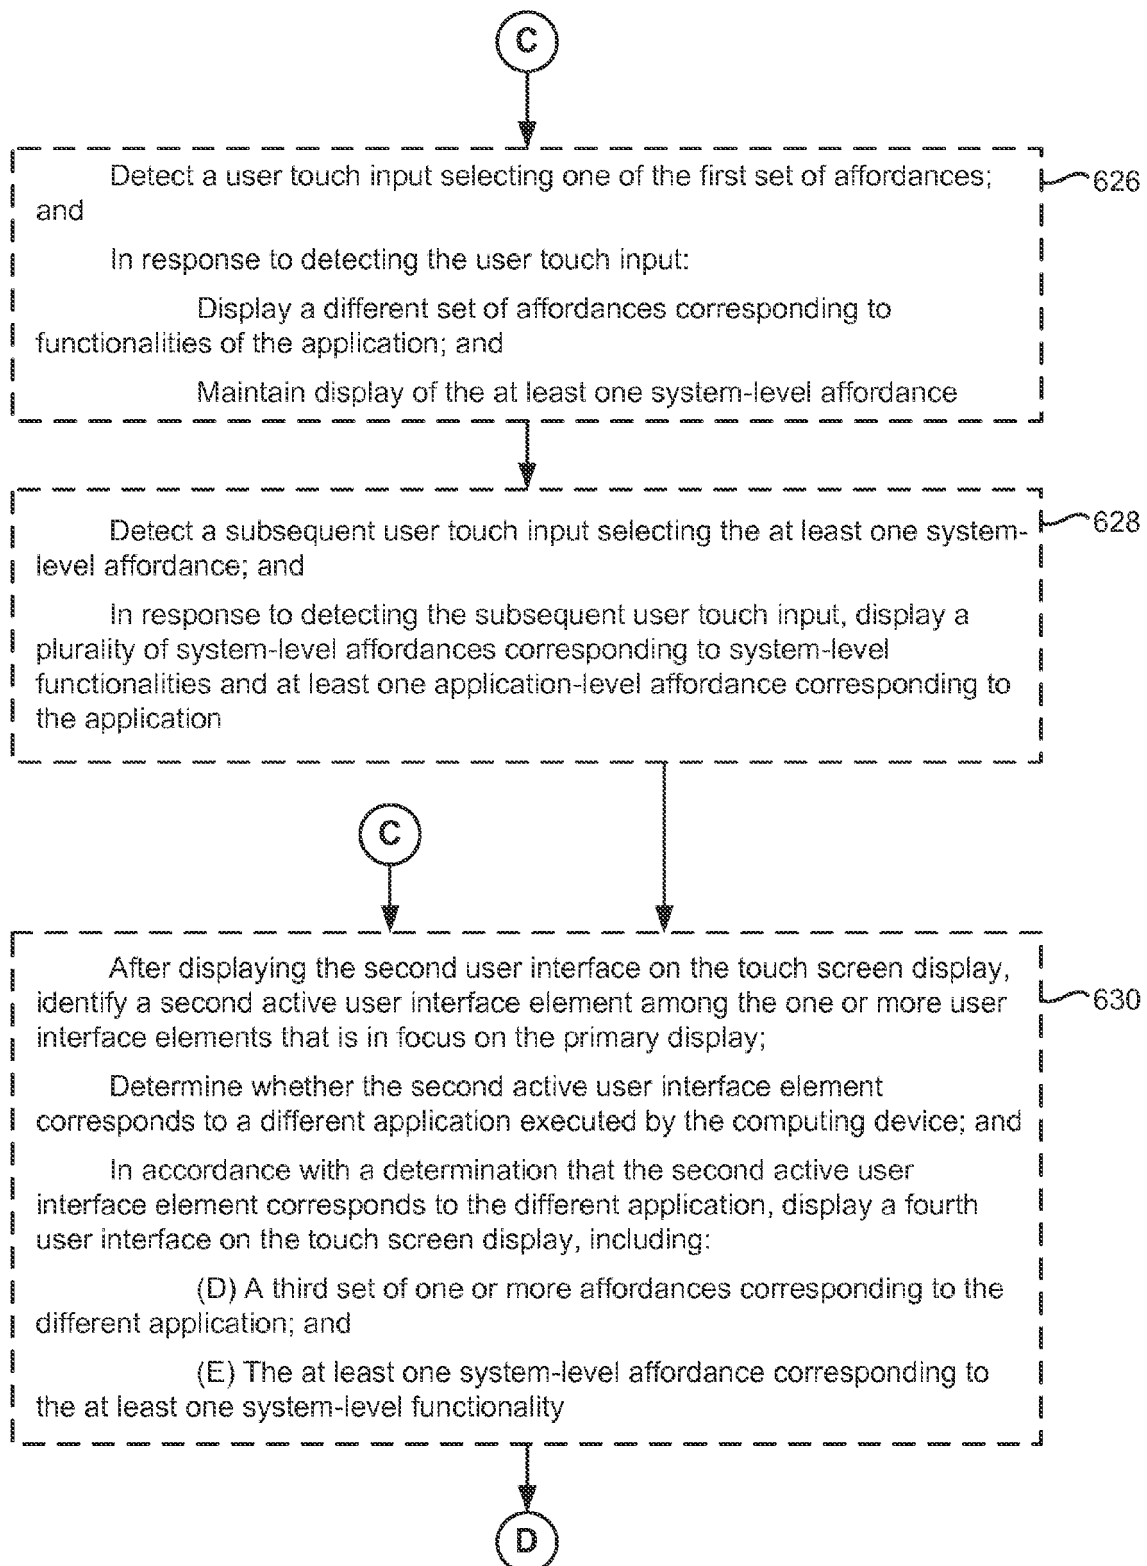 C
Detect a user touch input selecting one of the first set of affordances;
and
In response to detecting the user touch input:
Display a different set of affordances corresponding to
functionalities of the application; and
Maintain display of the at least one system-level affordance
626
Detect a subsequent user touch input selecting the at least one system-
level affordance; and
In response to detecting the subsequent user touch input, display a
plurality of system-level affordances corresponding to system-level
functionalities and at least one application-level affordance corresponding to
the application
628
C
After displaying the second user interface on the touch screen display,
identify a second active user interface element among the one or more user
interface elements that is in focus on the primary display;
Determine whether the second active user interface element
corresponds to a different application executed by the computing device; and
In accordance with a determination that the second active user
interface element corresponds to the different application, display a fourth
user interface on the touch screen display, including:
(D) A third set of one or more affordances corresponding to the
different application; and
(E) The at least one system-level affordance corresponding to
the at least one system-level functionality
630
D